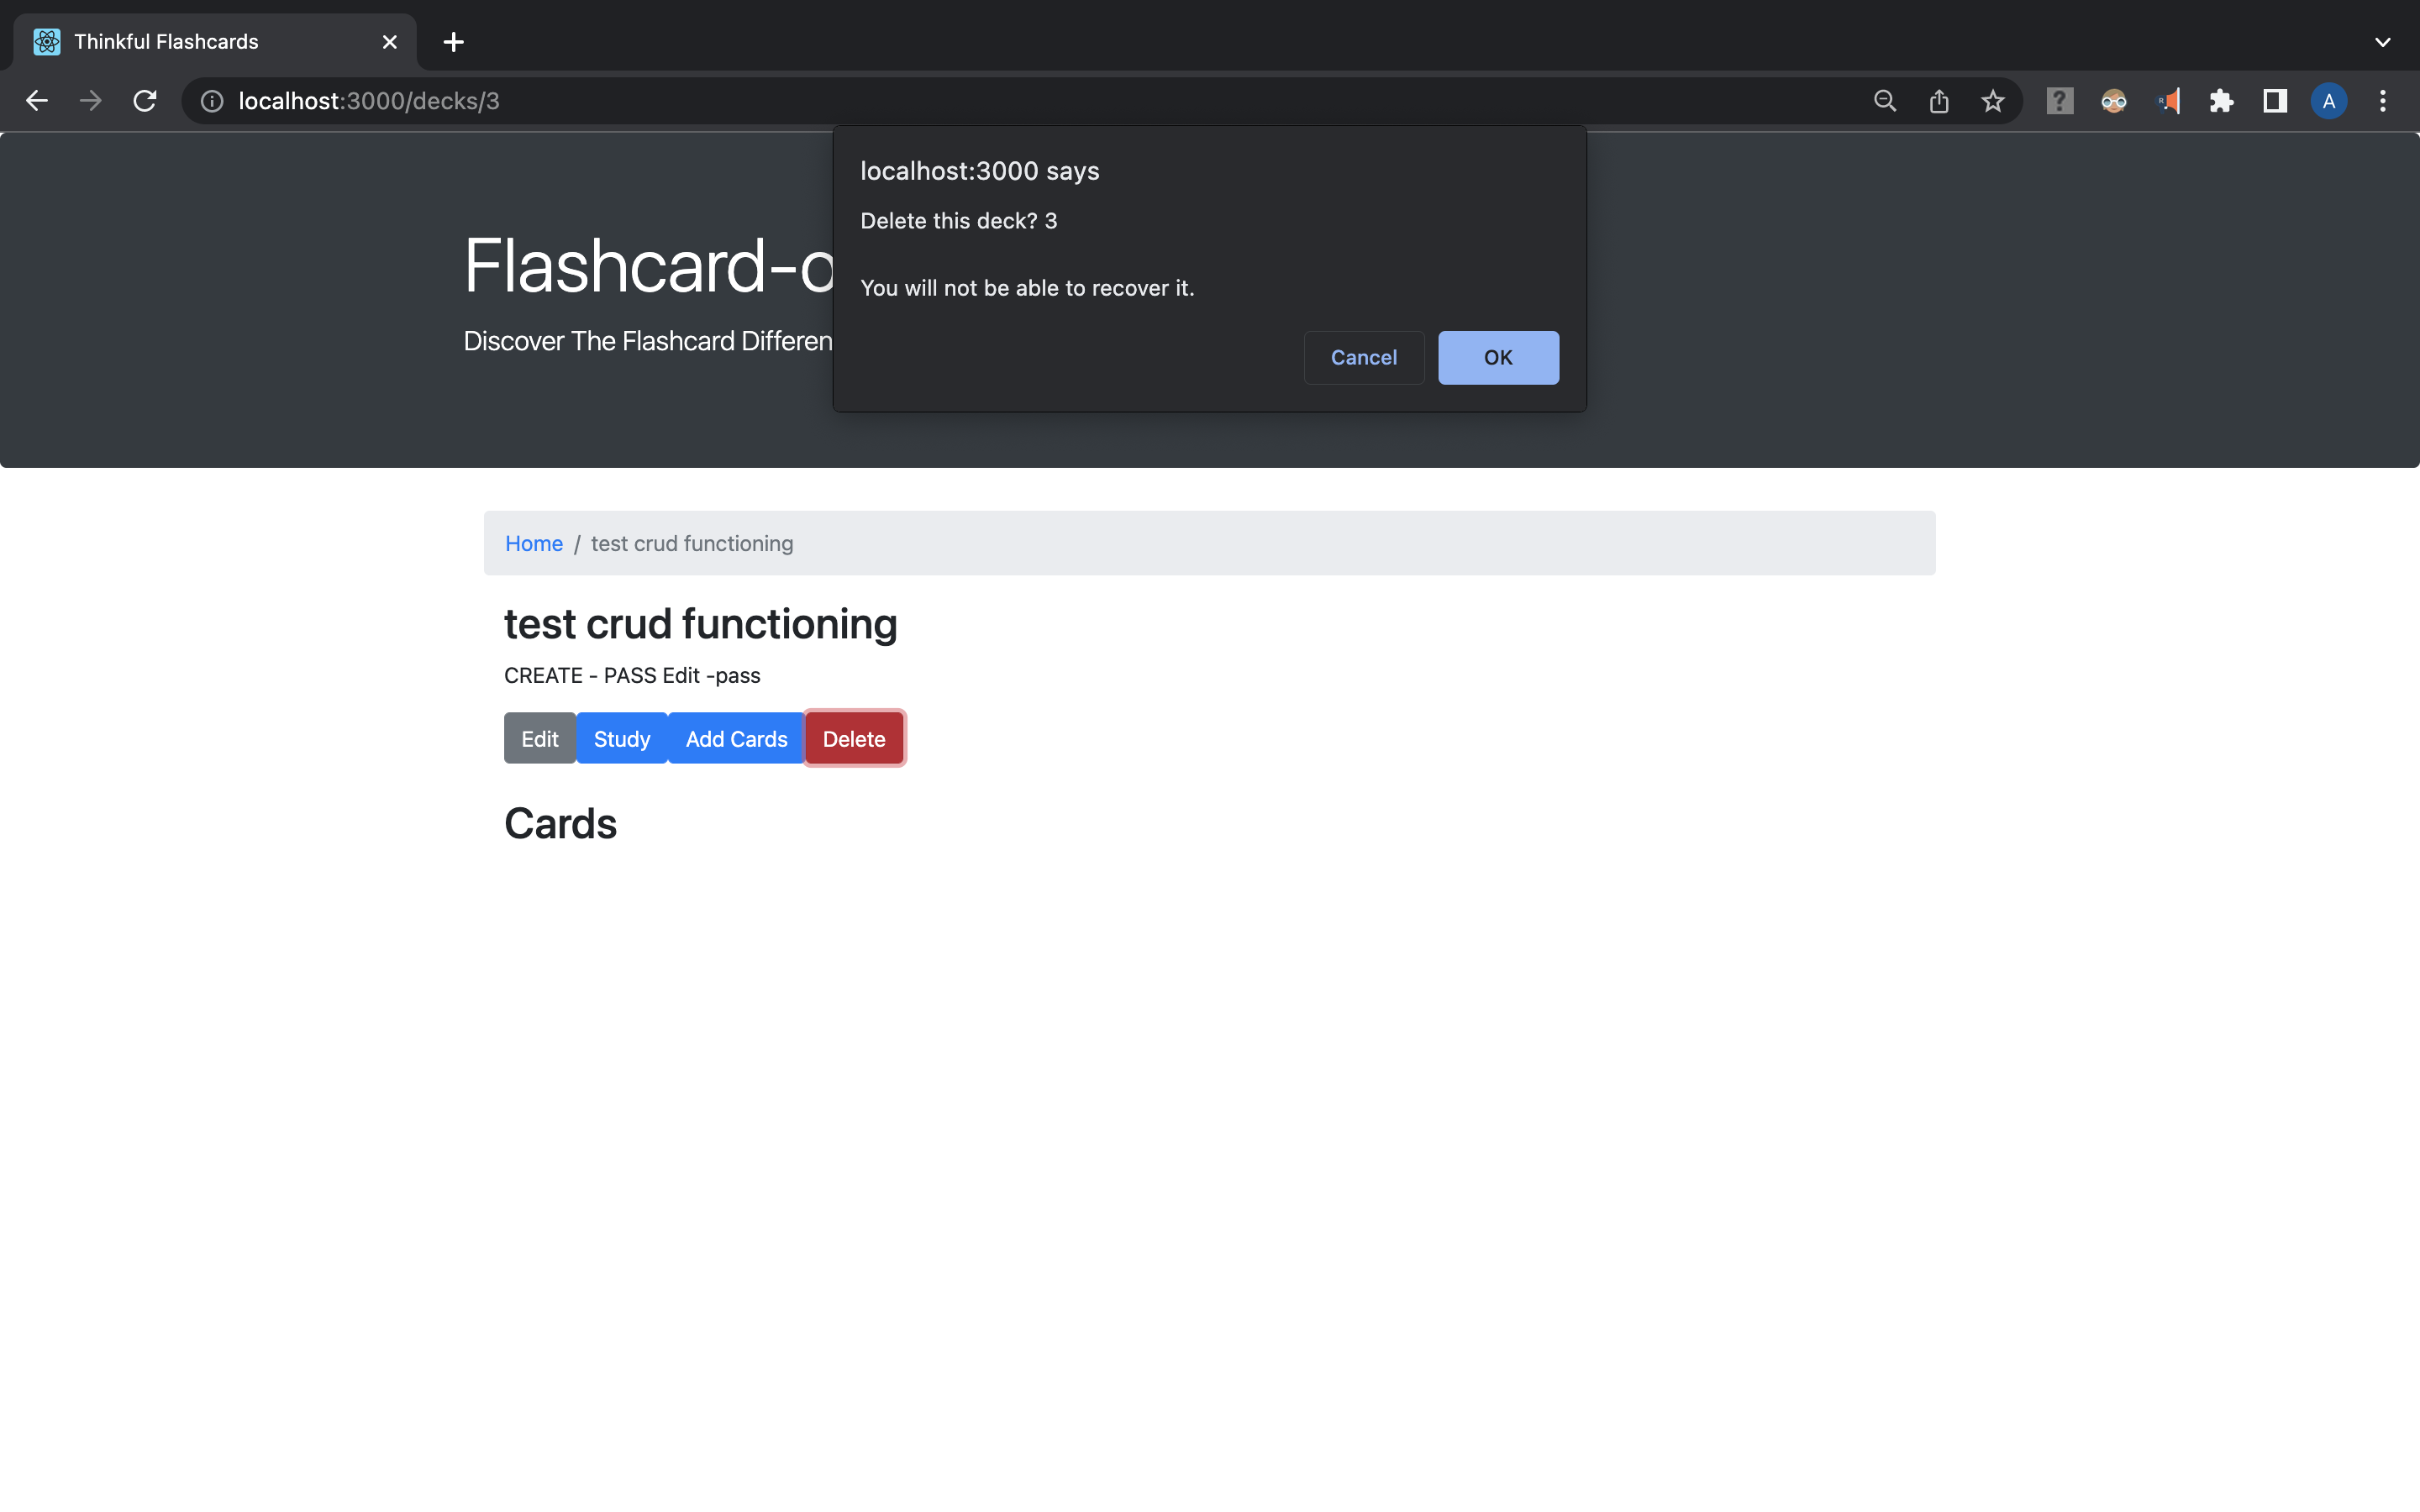 Thinkful Flashcards
localhost:3000/decks/3
A
localhost:3000 says
Delete this deck? 3
You will not be able to recover it.
Cancel
OK
Flashcard-o
Discover The Flashcard Differen
Home / test crud functioning
test crud functioning
CREATE - PASS Edit -pass
Edit Study Add Cards Delete
Cards